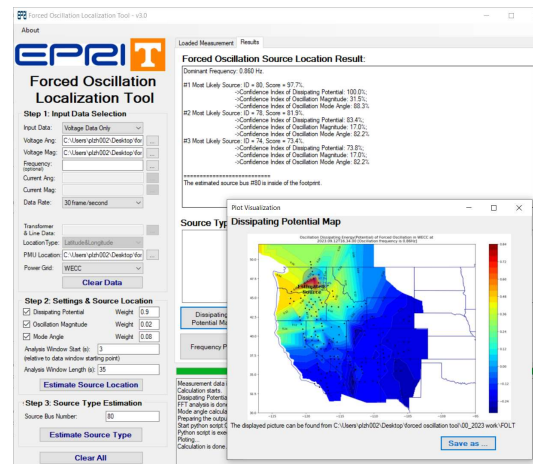 Forced Oscillation Localization Tool - v3.0
About
EPRI
Forced Oscillation
Localization Tool
Step 1: Input Data Selection
Input Data: Voltage Data Only
Voltage Ang: C:\Users\plzh002\Desktop\for ...
Voltage Mag: C:\Users\plzh002\Desktop\for ...
Frequency: ...
(optional)
Current Ang:
Current Mag:
Data Rate: 30 frame/second
Transformer
& Line Data:
Location Type: Latitude&Longitude
PMU Location: C:\Users\plzh002\Desktop\for ...
Power Grid: WECC
Clear Data
Step 2: Settings & Source Location
Dissipating Potential Weight 0.9
Oscillation Magnitude Weight 0.02
Mode Angle Weight 0.08
Analysis Window Start (s): 3
(relative to data window starting point)
Analysis Window Length (s): 35
Estimate Source Location
Step 3: Source Type Estimation
Source Bus Number: 80
Estimate Source Type
Clear All
Loaded Measurement Results
Forced Oscillation Source Location Result:
Dominant Frequency: 0.860 Hz.
#1 Most Likely Source: ID = 80, Score = 97.7%.
->Confidence Index of Dissipating Potential: 100.0%;
->Confidence Index of Oscillation Magnitude: 31.5%;
->Confidence Index of Oscillation Mode Angle: 88.3%
#2 Most Likely Source: ID = 78, Score = 81.9%.
->Confidence Index of Dissipating Potential: 83.4%;
->Confidence Index of Oscillation Magnitude: 17.0%;
->Confidence Index of Oscillation Mode Angle: 82.2%
#3 Most Likely Source: ID = 74, Score = 73.4%.
->Confidence Index of Dissipating Potential: 73.8%;
->Confidence Index of Oscillation Magnitude: 17.0%;
->Confidence Index of Oscillation Mode Angle: 82.2%
==========================
The estimated source bus #80 is inside of the footprint.
Source Typ
Dissipating
Potential Ma
Frequency P
Measurement data
Calculation starts.
Dissipating Potentia
FFT analysis is don
Mode angle calcula
Preparing the outpu
Start python script
Python script is exe
Ploting...
Calculation is done.
Plot Visualization
Dissipating Potential Map
Estimated
Source
The displayed picture can be found from C:\Users\plzh002\Desktop\forced oscillation tool\00_2023 work\FOLT
Save as ...